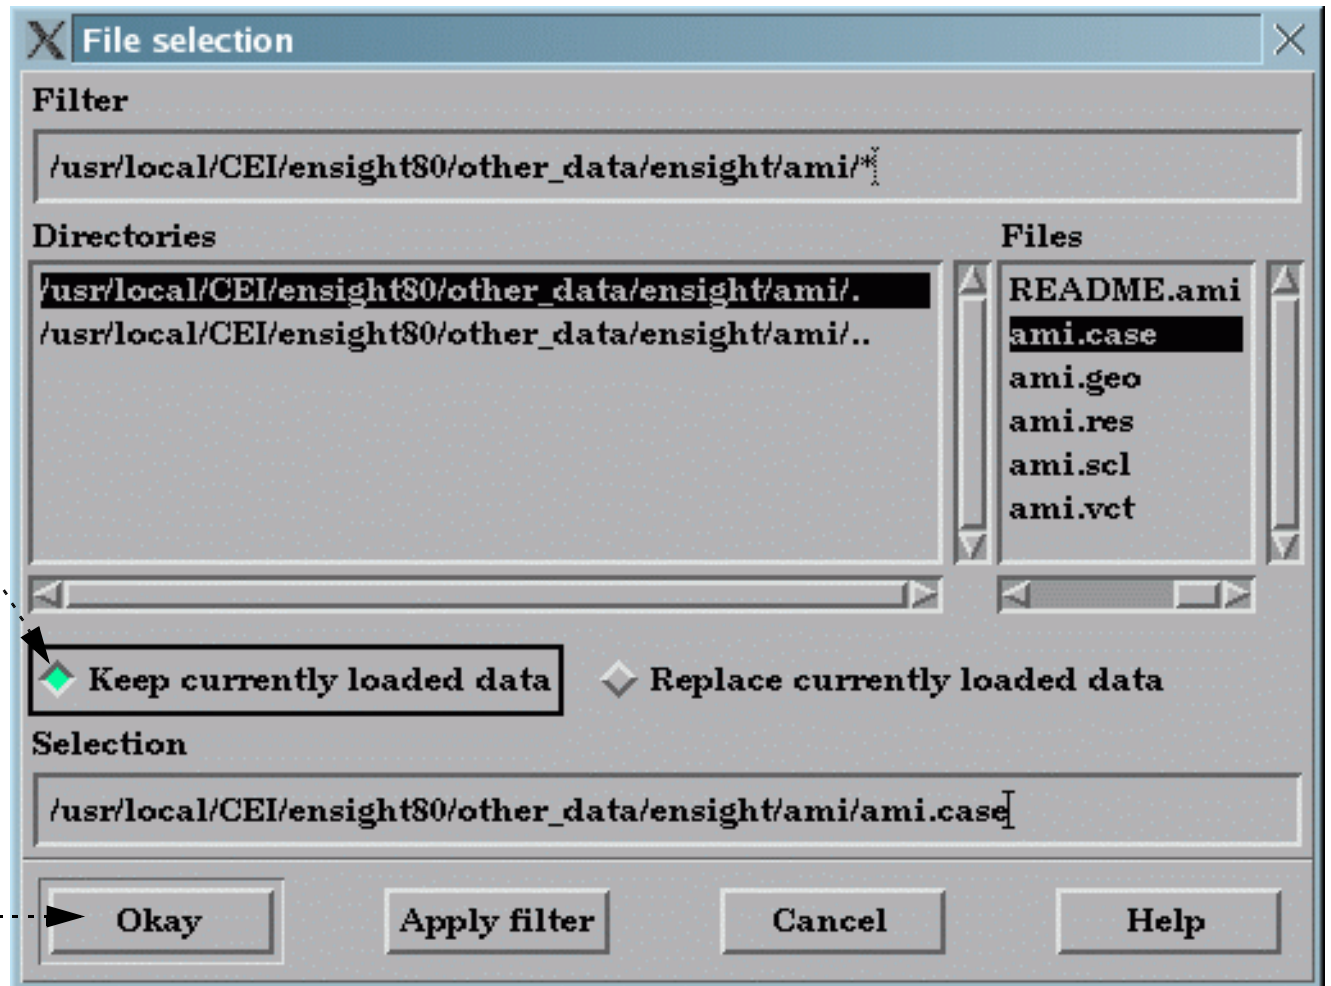 X File selection
Filter
/usr/local/CEI/ensight80/other_data/ensight/ami/*
Directories
/usr/local/CEI/ensight80/other_data/ensight/ami/.
/usr/local/CEI/ensight80/other_data/ensight/ami/..
Files
README.ami
ami.case
ami.geo
ami.res
ami.scl
ami.vct
Keep currently loaded data
Replace currently loaded data
Selection
/usr/local/CEI/ensight80/other_data/ensight/ami/ami.case
Okay
Apply filter
Cancel
Help